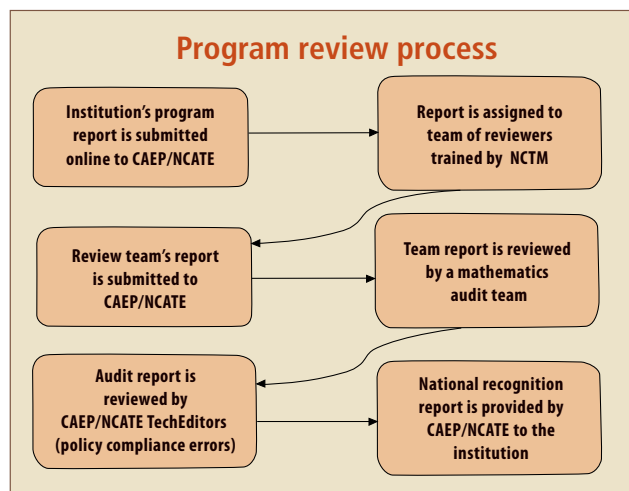 Program review process
Institution's program
report is submitted
online to CAEP/NCATE
Report is assigned to
team of reviewers
trained by NCTM
Review team's report
is submitted to
CAEP/NCATE
Team report is reviewed
by a mathematics
audit team
Audit report is
reviewed by
CAEP/NCATE TechEditors
(policy compliance errors)
National recognition
report is provided by
CAEP/NCATE to the
institution